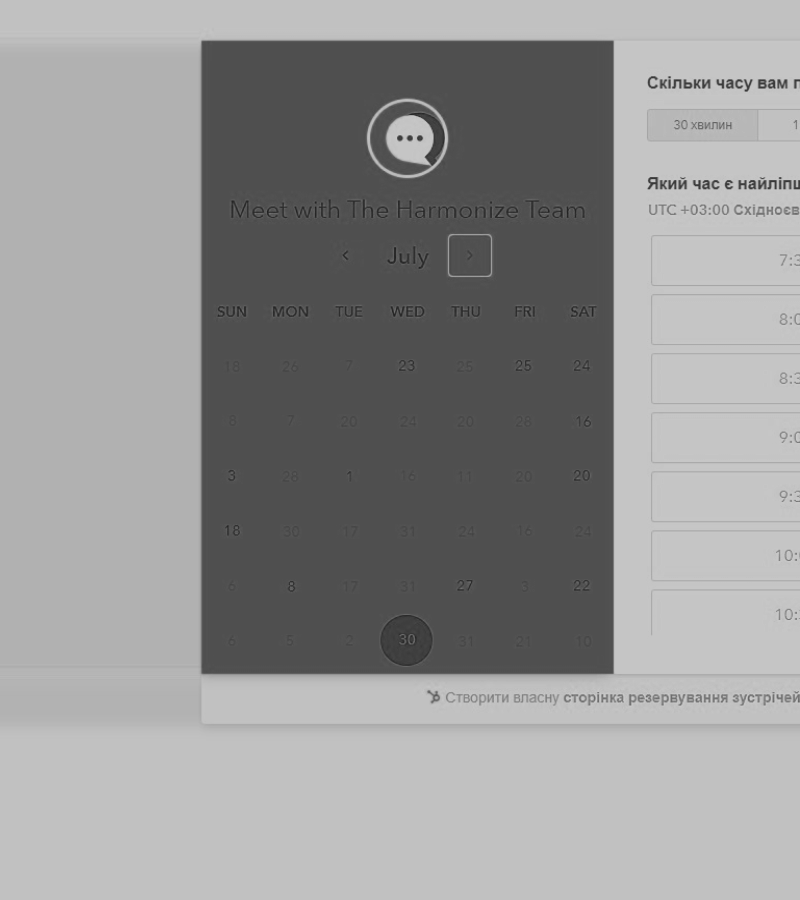 Meet with The Harmonize Team
July
SUN MON TUE WED THU FRI SAT
18 26 7 23 25 25 24
6 7 20 24 20 28 16
3 28 1 16 11 20 20
18 30 17 31 24 16 24
6 8 17 31 27 3 22
6 5 2 30 31 21 10
Скільки часу вам
30 хвилин 1
Який час є
UTC +03:00
7:3
8:0
8:3
9:0
9:3
10:
10:
Створити власну сторінка резервування зустрічей